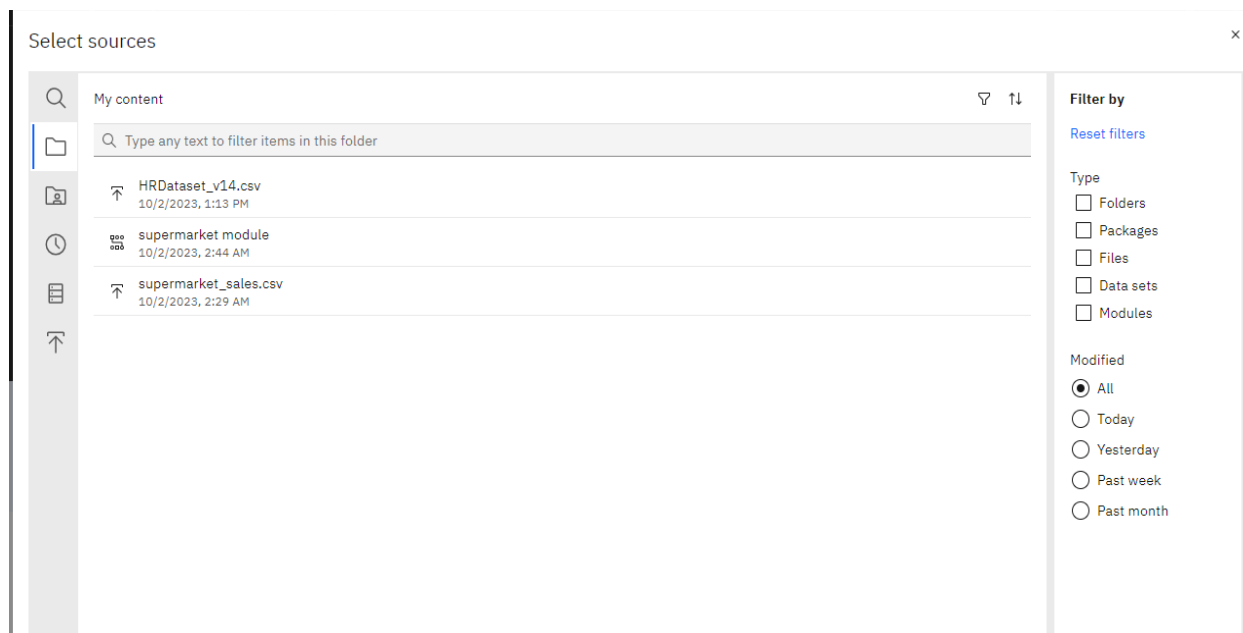 Select sources
My content
Type any text to filter items in this folder
HRDataset_v14.csv
10/2/2023, 1:13 PM
supermarket module
10/2/2023, 2:44 AM
supermarket_sales.csv
10/2/2023, 2:29 AM
Filter by
Reset filters
Type
Folders
Packages
Files
Data sets
Modules
Modified
All
Today
Yesterday
Past week
Past month